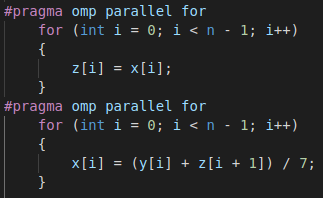 #pragma omp parallel for
    for (int i = 0; i < n - 1; i++)
    {
        z[i] = x[i];
    }
#pragma omp parallel for
    for (int i = 0; i < n - 1; i++)
    {
        x[i] = (y[i] + z[i + 1]) / 7;
    }